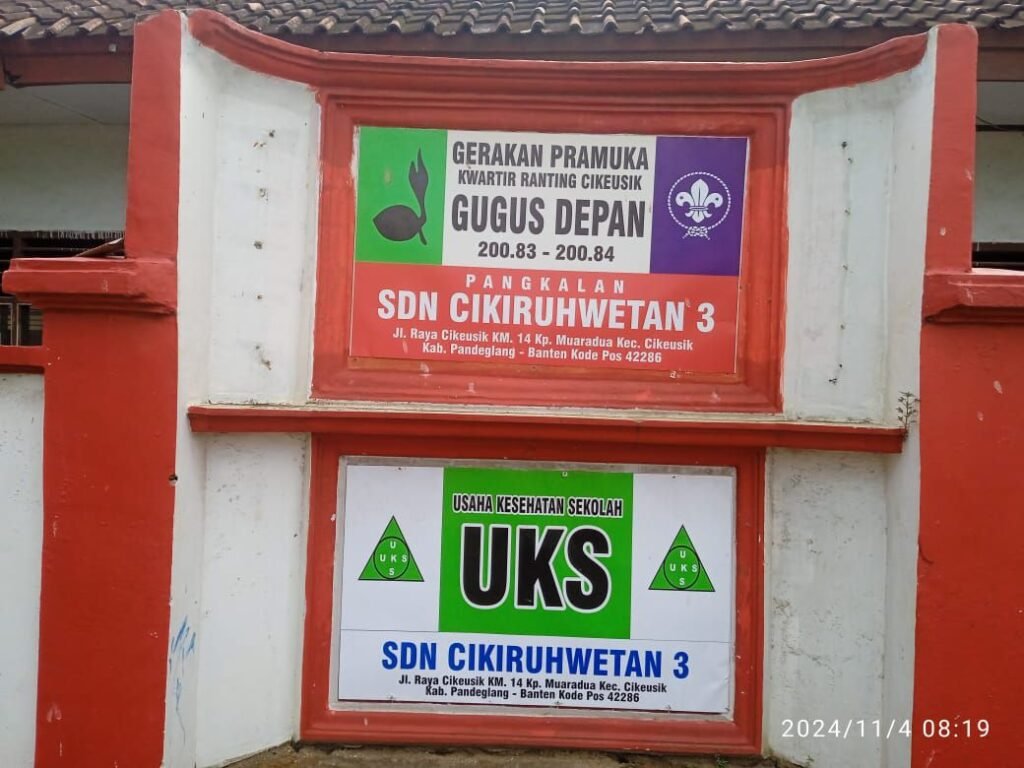 GERAKAN PRAMUKA
KWARTIR RANTING CIKEUSIK
GUGUS DEPAN
200.83 - 200.84
PANGKALAN
SDN CIKIRUHWETAN 3
Jl. Raya Cikeusik KM. 14 Kp. Muaradua Kec. Cikeusik
Kab. Pandeglang - Banten Kode Pos 42286
USAHA KESEHATAN SEKOLAH
UKS
U
U K S
S
U
U K S
S
SDN CIKIRUHWETAN 3
Jl. Raya Cikeusik KM. 14 Kp. Muaradua Kec. Cikeusik
Kab. Pandeglang - Banten Kode Pos 42286
2024/11/4 08:19